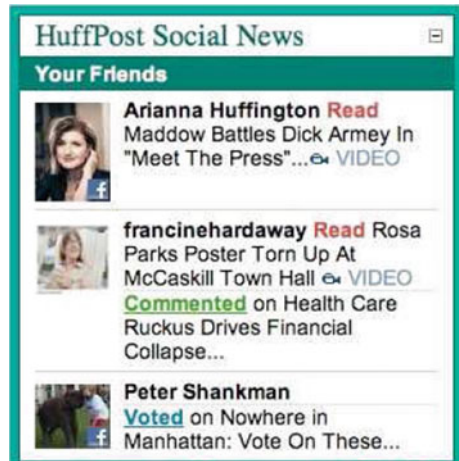 HuffPost Social News
Your Friends
Arianna Huffington Read
Maddow Battles Dick Armey In
"Meet The Press"... VIDEO
francinehardaway Read Rosa
Parks Poster Torn Up At
McCaskill Town Hall VIDEO
Commented on Health Care
Ruckus Drives Financial
Collapse...
Peter Shankman
Voted on Nowhere in
Manhattan: Vote On These...